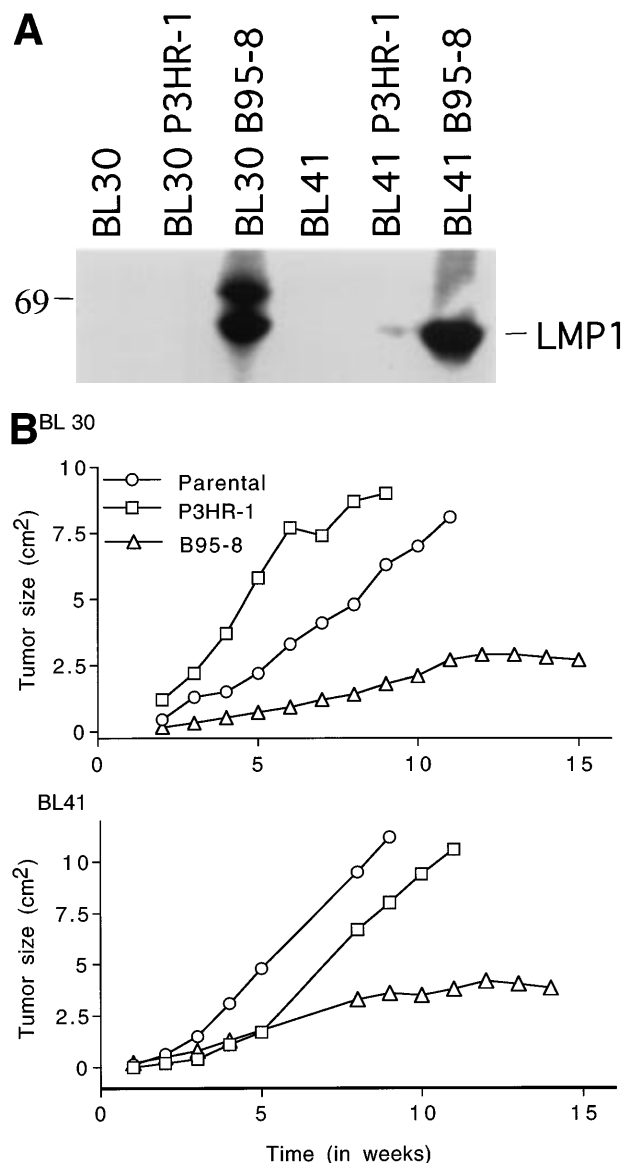 A
BL30
BL30 P3HR-1
BL30 B95-8
BL41
BL41 P3HR-1
BL41 B95-8
69
LMP1
B
BL 30
10
7.5
5
2.5
0
Tumor size (cm2)
Parental
P3HR-1
B95-8
0 5 10 15
BL41
10
7.5
5
2.5
0
Tumor size (cm2)
0 5 10 15
Time (in weeks)